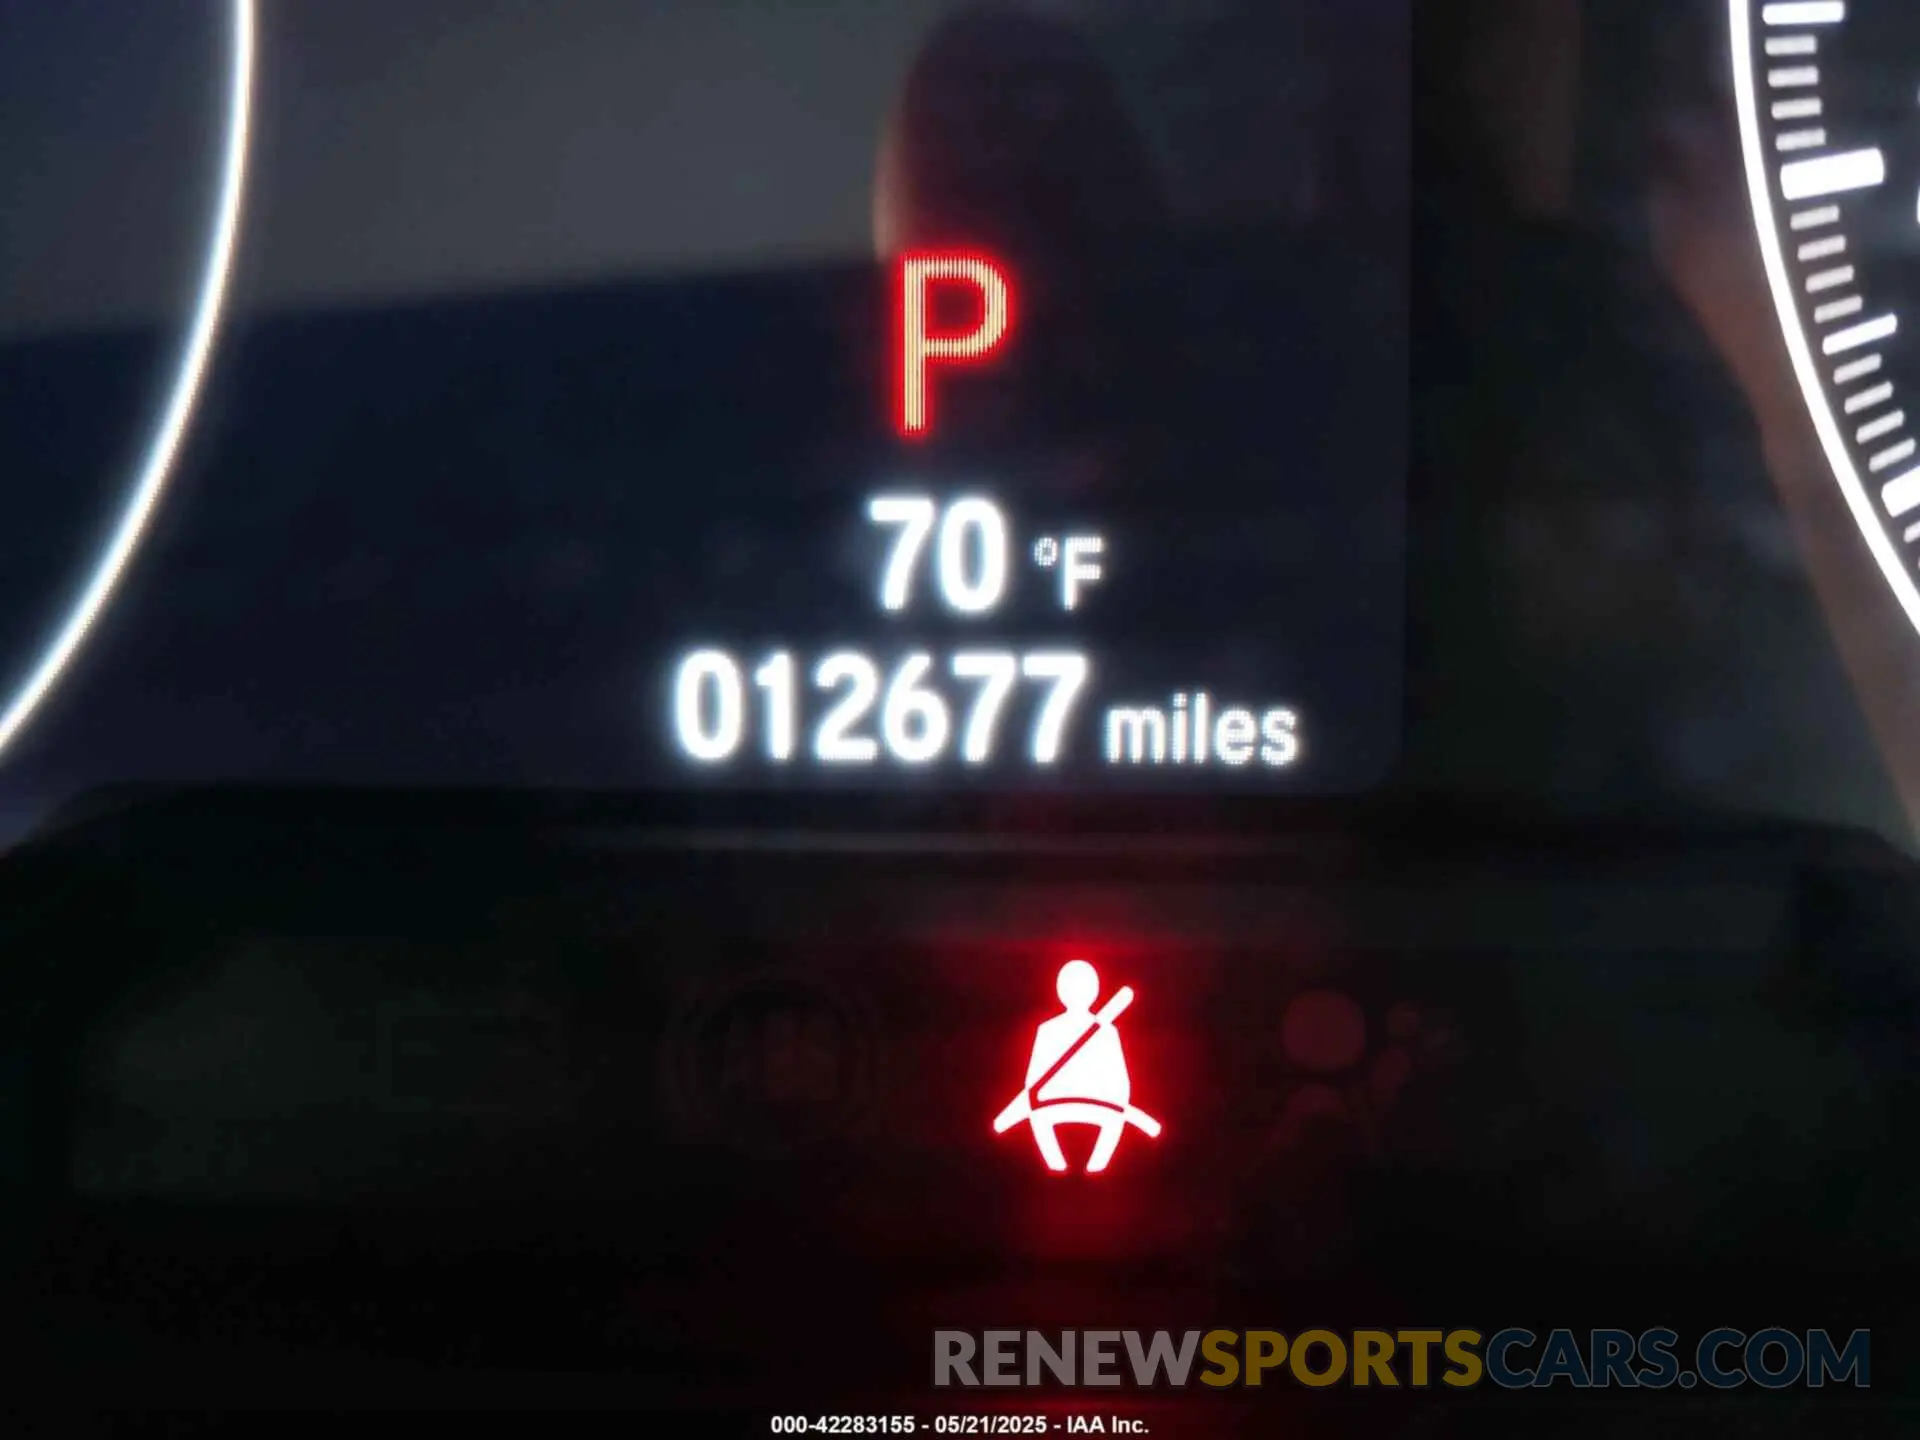 P
70 °F
012677 miles
RENEWSPORTSCARS.COM
000-42283155 - 05/21/2025 - IAA Inc.